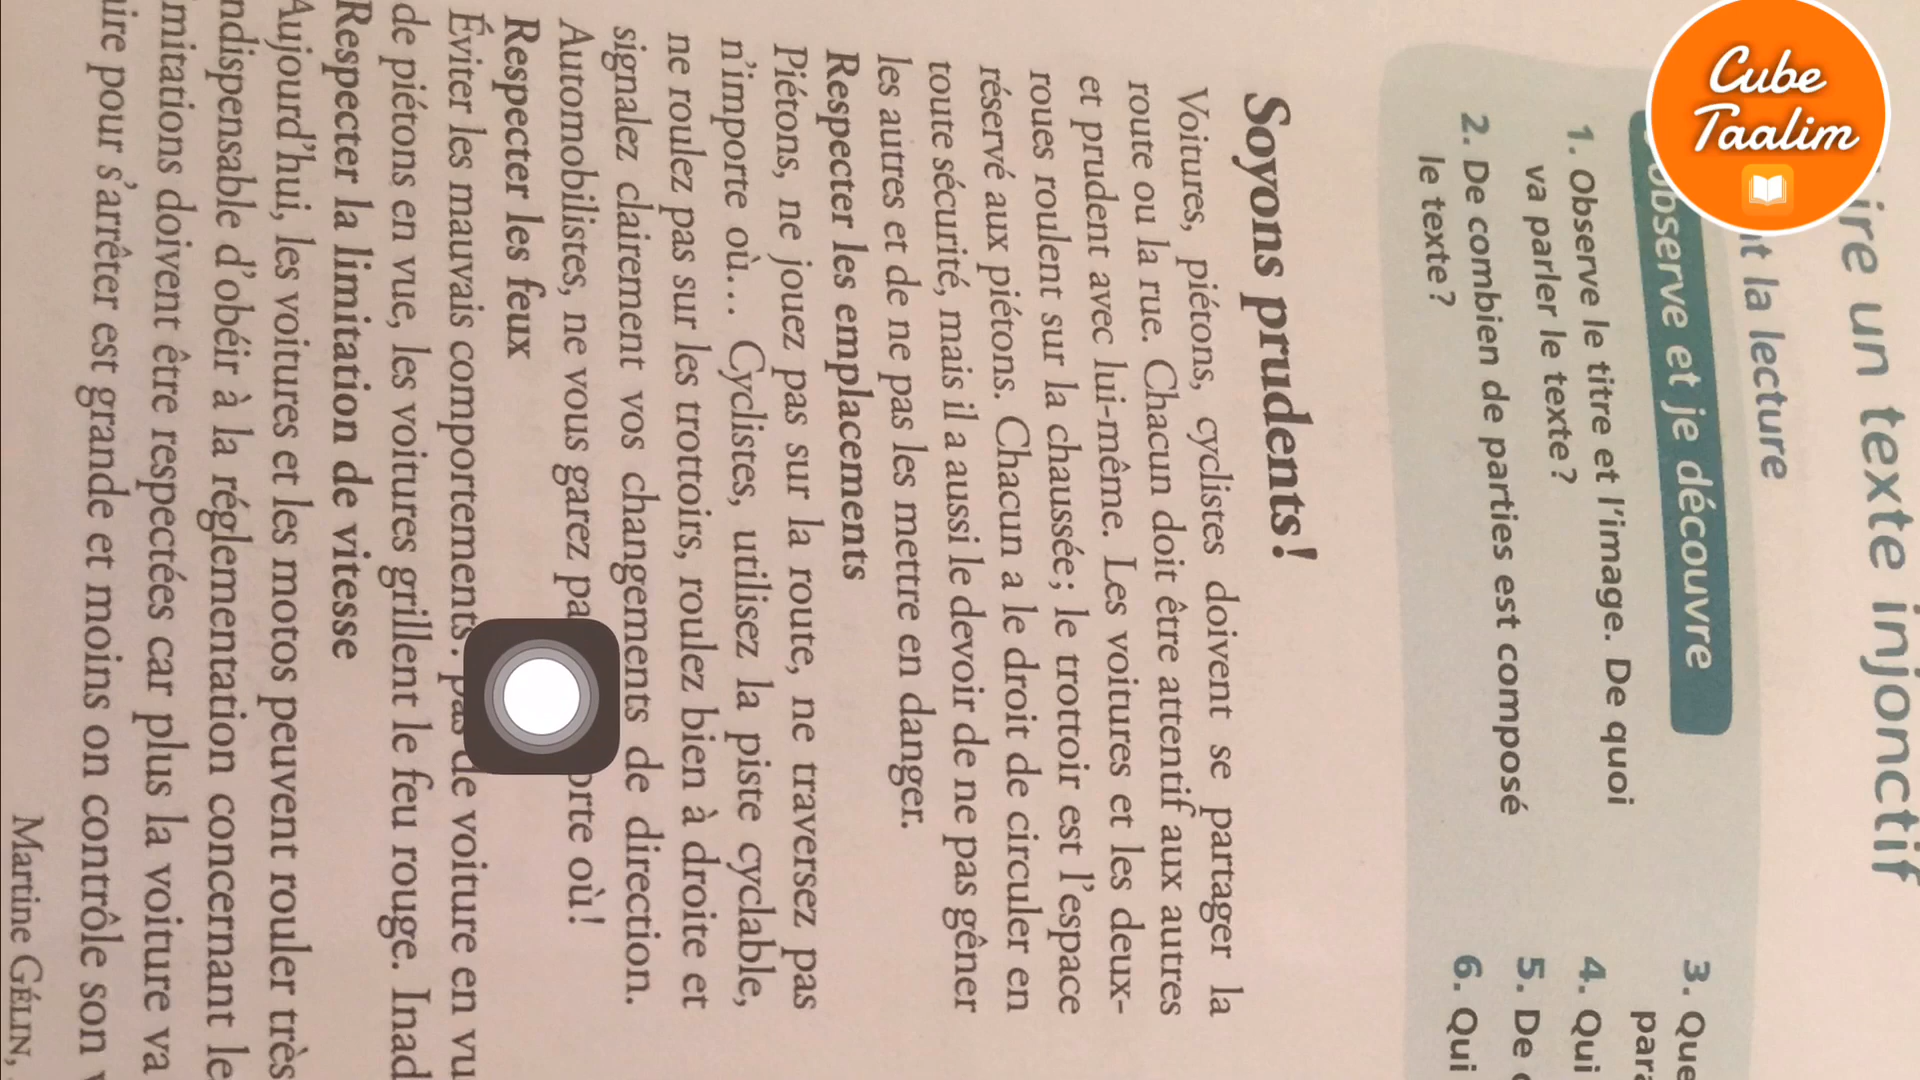 Cube
Taalim
ire un texte injonctif
t la lecture
observe et je découvre
1. Observe le titre et l'image. De quoi
va parler le texte?
2. De combien de parties est composé
le texte?
3. Que
para
4. Qui
5. De
6. Qui
Soyons prudents!
Voitures, piétons, cyclistes doivent se partager la
route ou la rue. Chacun doit être attentif aux autres
et prudent avec lui-même. Les voitures et les deux-
roues roulent sur la chaussée; le trottoir est l'espace
réservé aux piétons. Chacun a le droit de circuler en
toute sécurité, mais il a aussi le devoir de ne pas gêner
les autres et de ne pas les mettre en danger.
Respecter les emplacements
Piétons, ne jouez pas sur la route, ne traversez pas
n'importe où... Cyclistes, utilisez la piste cyclable,
ne roulez pas sur les trottoirs, roulez bien à droite et
signalez clairement vos changements de direction.
Automobilistes, ne vous garez pa orte où!
Respecter les feux
Éviter les mauvais comportements: pas de voiture en vu
de piétons en vue, les voitures grillent le feu rouge. Inad
Respecter la limitation de vitesse
Aujourd'hui, les voitures et les motos peuvent rouler très
ndispensable d'obéir à la réglementation concernant le
mitations doivent être respectées car plus la voiture va
ire pour s'arrêter est grande et moins on contrôle son v
Martine GÉLIN,